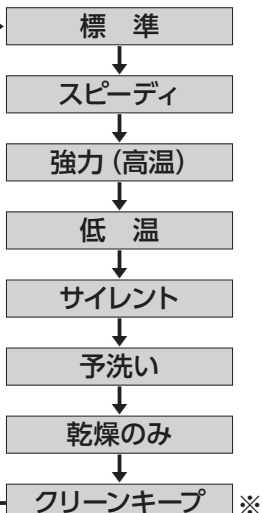 標　準
スピーディ
強力（高温）
低　温
サイレント
予洗い
乾燥のみ
クリーンキープ ※